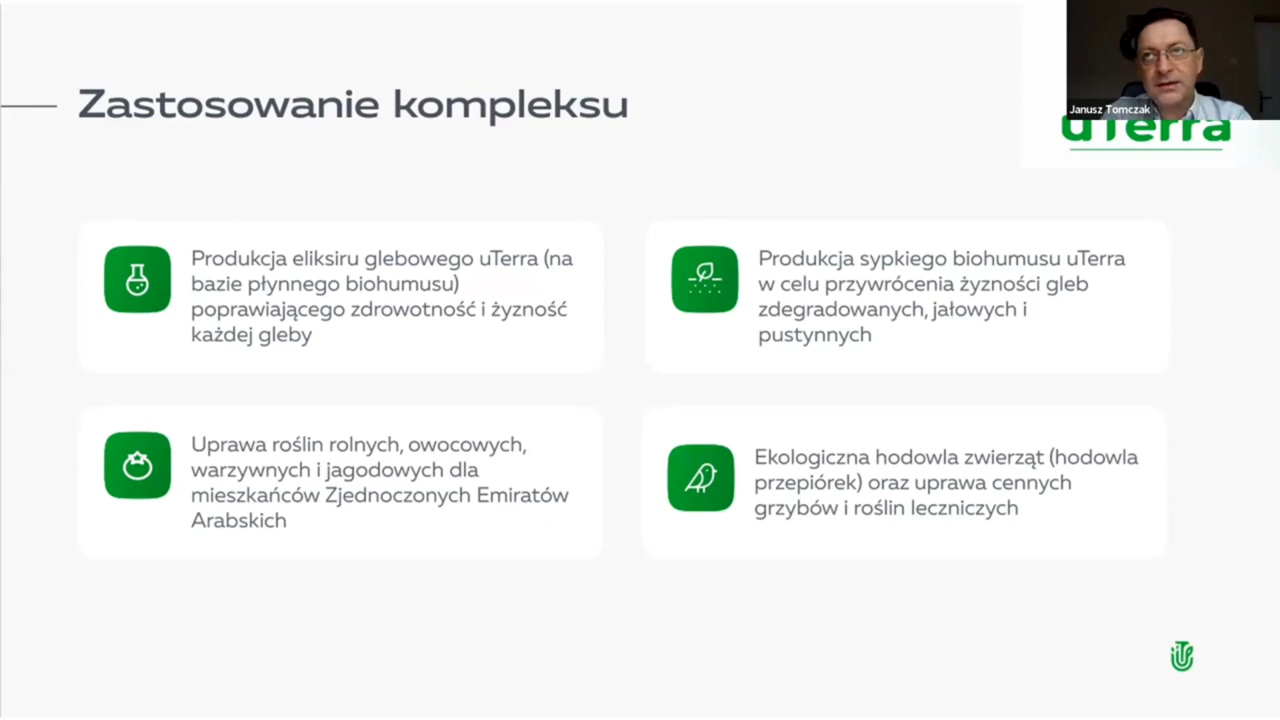 Zastosowanie kompleksu
Janusz Tomczak
uTerra
Produkcja eliksiru glebowego uTerra (na
bazie płynnego biohumusu)
poprawiającego zdrowotność i żyzność
każdej gleby
Produkcja sypkiego biohumusu uTerra
w celu przywrócenia żyzności gleb
zdegradowanych, jałowych i
pustynnych
Uprawa roślin rolnych, owocowych,
warzywnych i jagodowych dla
mieszkańców Zjednoczonych Emiratów
Arabskich
Ekologiczna hodowla zwierząt (hodowla
przepiórek) oraz uprawa cennych
grzybów i roślin leczniczych